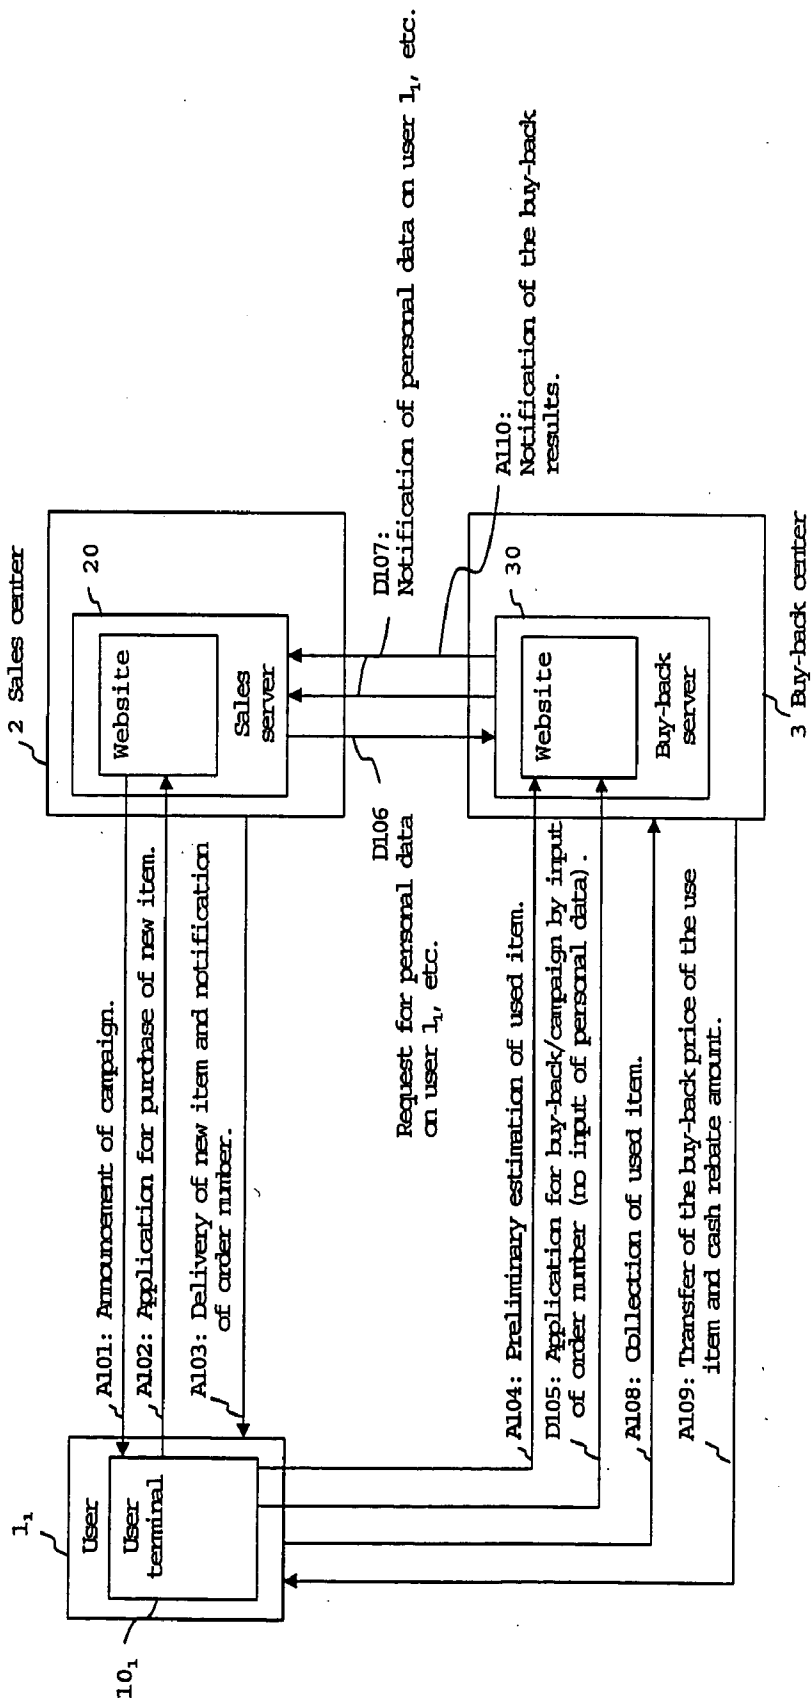 1₁
User
User
terminal
10₁
A101: Announcement of campaign.
A102: Application for purchase of new item.
A103: Delivery of new item and notification
of order number.
2 Sales center
20
Website
Sales
server
D106
Request for personal data
on user 1₁, etc.
D107:
Notification of personal data on user 1₁, etc.
A110:
Notification of the buy-back
results.
A104: Preliminary estimation of used item.
D105: Application for buy-back/campaign by input
of order number (no input of personal data).
A108: Collection of used item.
A109: Transfer of the buy-back price of the use
item and cash rebate amount.
30
Website
Buy-back
server
3 Buy-back center